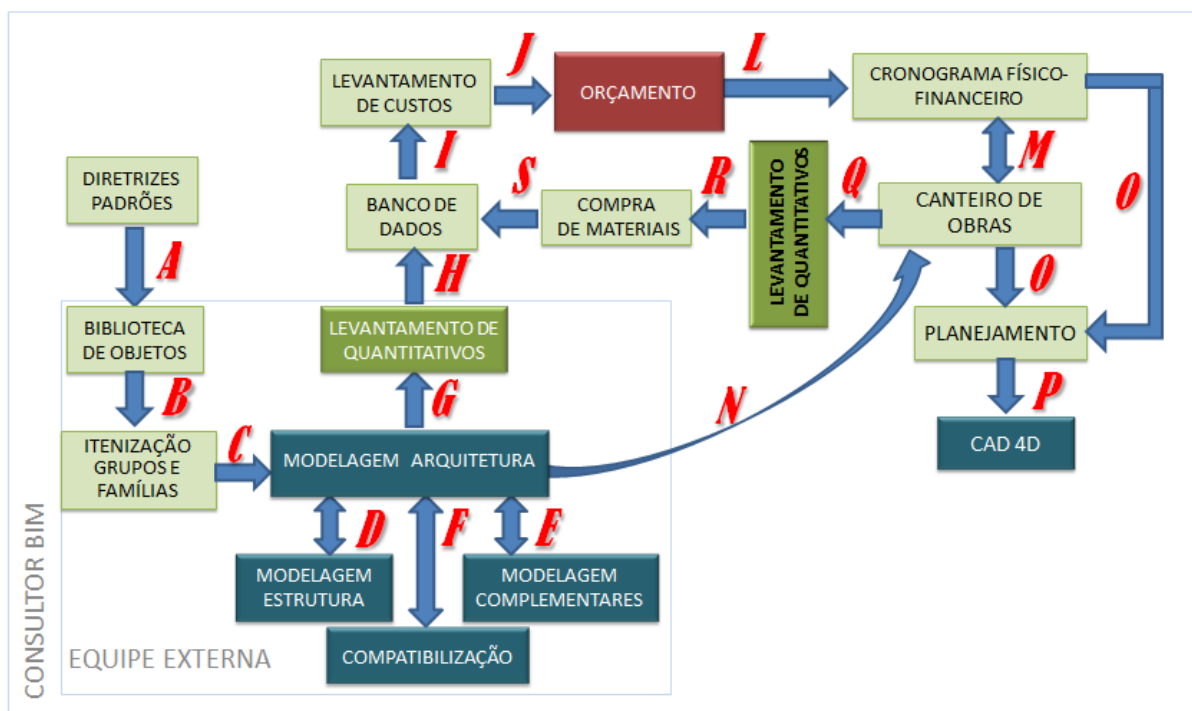 J
L
LEVANTAMENTO
DE CUSTOS
ORÇAMENTO
CRONOGRAMA FÍSICO-
FINANCEIRO
I
M
O
DIRETRIZES
PADRÕES
S
R
Q
BANCO DE
DADOS
COMPRA
DE MATERIAIS
LEVANTAMENTO
DE QUANTITATIVOS
CANTEIRO DE
OBRAS
A
H
O
BIBLIOTECA
DE OBJETOS
LEVANTAMENTO DE
QUANTITATIVOS
PLANEJAMENTO
B
G
N
P
ITENIZAÇÃO
GRUPOS E
FAMÍLIAS
C
MODELAGEM ARQUITETURA
CAD 4D
D
F
E
MODELAGEM
ESTRUTURA
MODELAGEM
COMPLEMENTARES
COMPATIBILIZAÇÃO
EQUIPE EXTERNA
CONSULTOR BIM